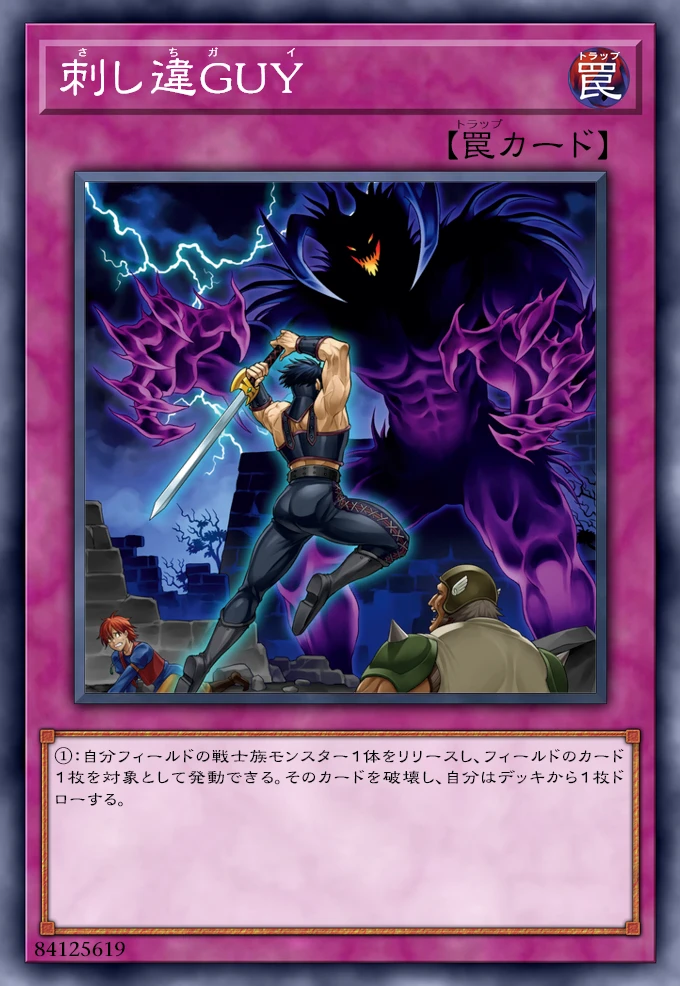 さ ち ガ イ
刺し違GUY
トラップ
罠
トラップ
【罠カード】
①：自分フィールドの戦士族モンスター１体をリリースし、フィールドのカード
１枚を対象として発動できる。そのカードを破壊し、自分はデッキから１枚ド
ローする。
84125619